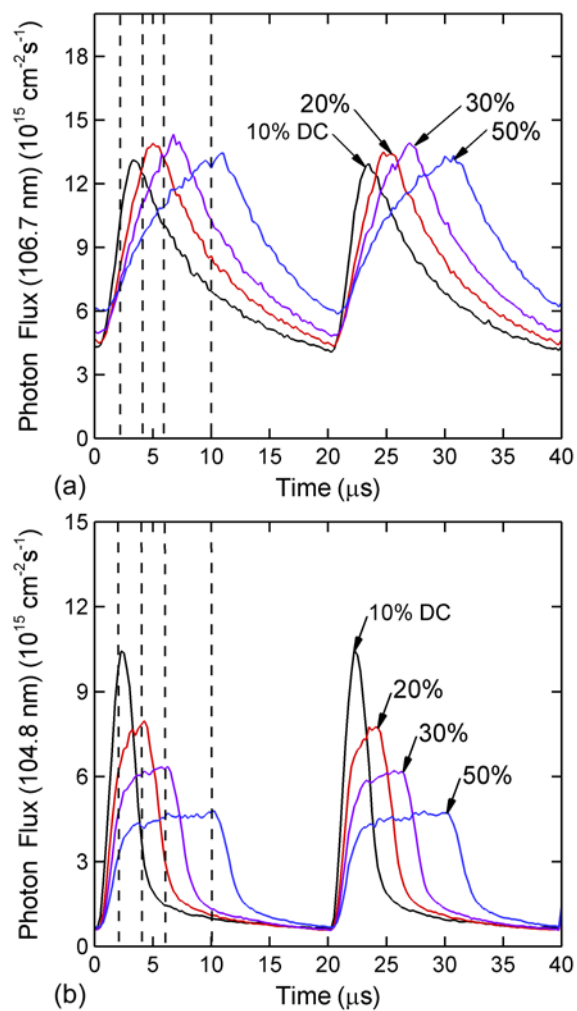 Photon Flux (106.7 nm) (10¹⁵ cm⁻²s⁻¹)
18
15
12
9
6
3
0
10% DC
20%
30%
50%
0 5 10 15 20 25 30 35 40
(a)
Time (μs)
Photon Flux (104.8 nm) (10¹⁵ cm⁻²s⁻¹)
15
12
9
6
3
0
10% DC
20%
30%
50%
0 5 10 15 20 25 30 35 40
(b)
Time (μs)